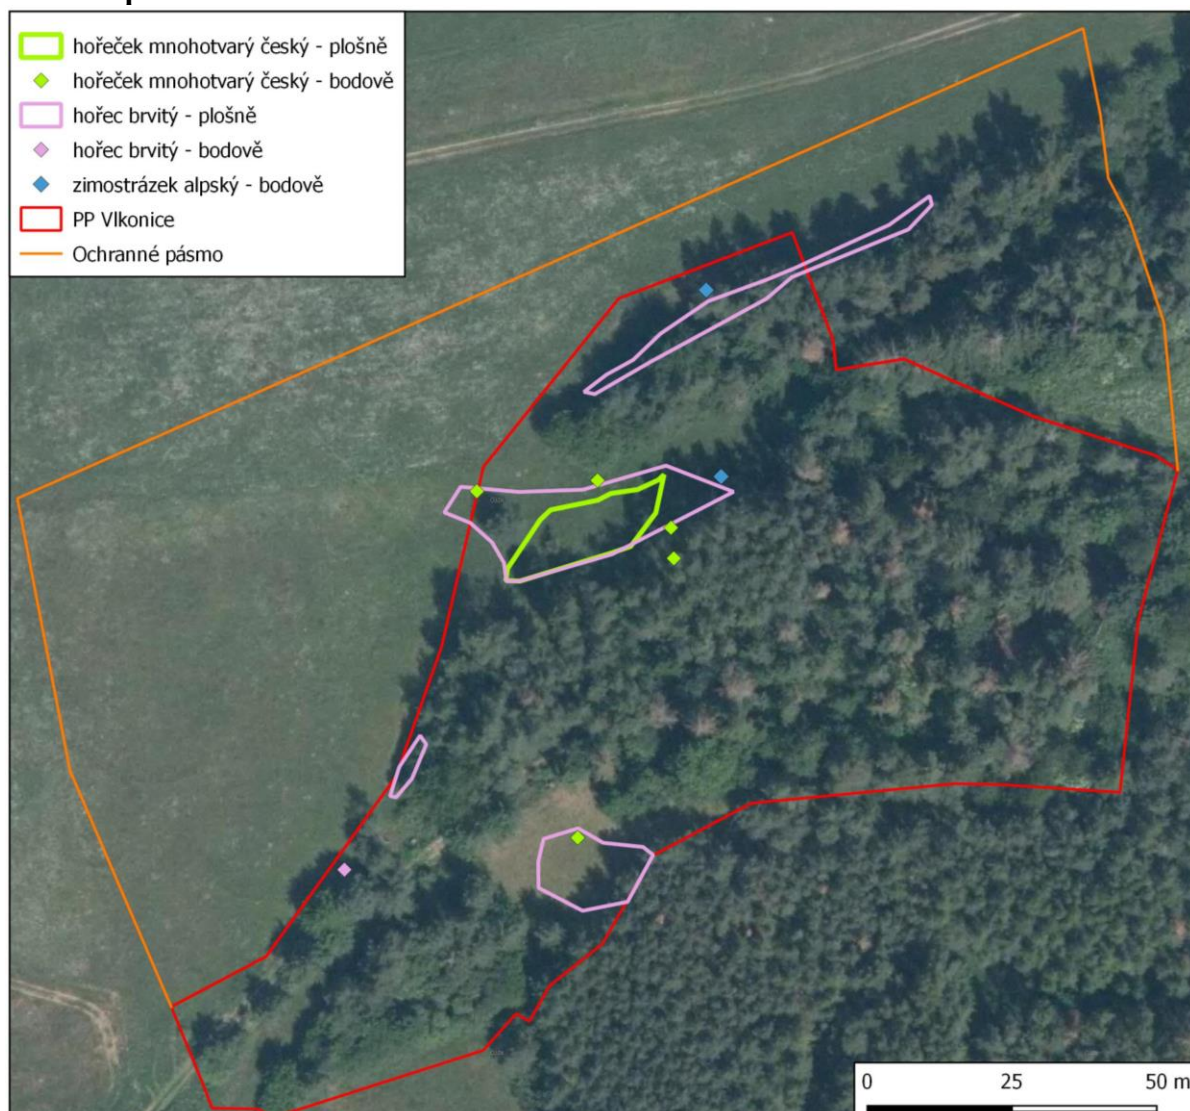 hořeček mnohotvarý český - plošně
hořeček mnohotvarý český - bodově
hořec brvitý - plošně
hořec brvitý - bodově
zimostrázek alpský - bodově
PP Vlkonice
Ochranné pásmo
0 25 50 m